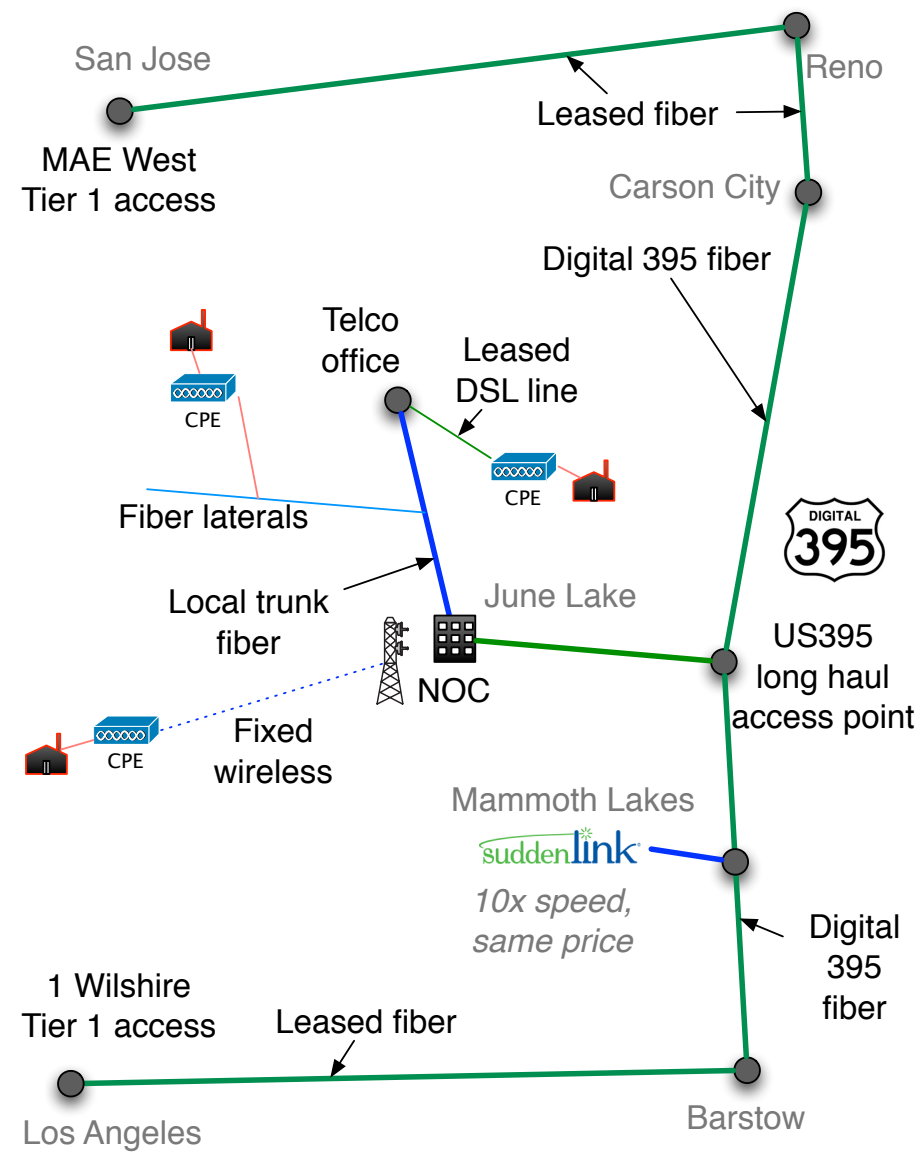 San Jose
Reno
Leased fiber
MAE West
Tier 1 access
Carson City
Digital 395 fiber
Telco
office
Leased
DSL line
CPE
CPE
Fiber laterals
DIGITAL
395
Local trunk
fiber
June Lake
NOC
US395
long haul
access point
Fixed
wireless
CPE
Mammoth Lakes
suddenlink
10x speed,
same price
Digital
395
fiber
1 Wilshire
Tier 1 access
Leased fiber
Los Angeles
Barstow